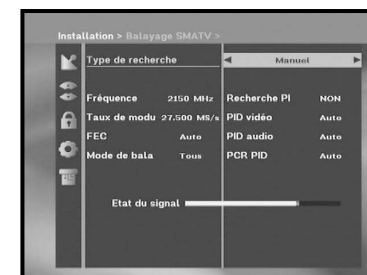 Installation > Balayage SMATV >
Type de recherche Manuel
Fréquence 2150 MHz Recherche PI NON
Taux de modu 27.500 MS/s PID vidéo Auto
FEC Auto PID audio Auto
Mode de bala Tous PCR PID Auto
Etat du signal